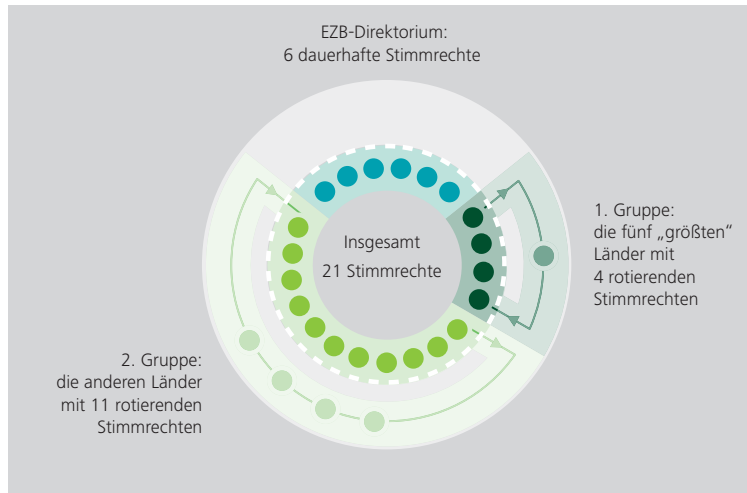 EZB-Direktorium:
6 dauerhafte Stimmrechte
Insgesamt
21 Stimmrechte
1. Gruppe:
die fünf „größten“
Länder mit
4 rotierenden
Stimmrechten
2. Gruppe:
die anderen Länder
mit 11 rotierenden
Stimmrechten